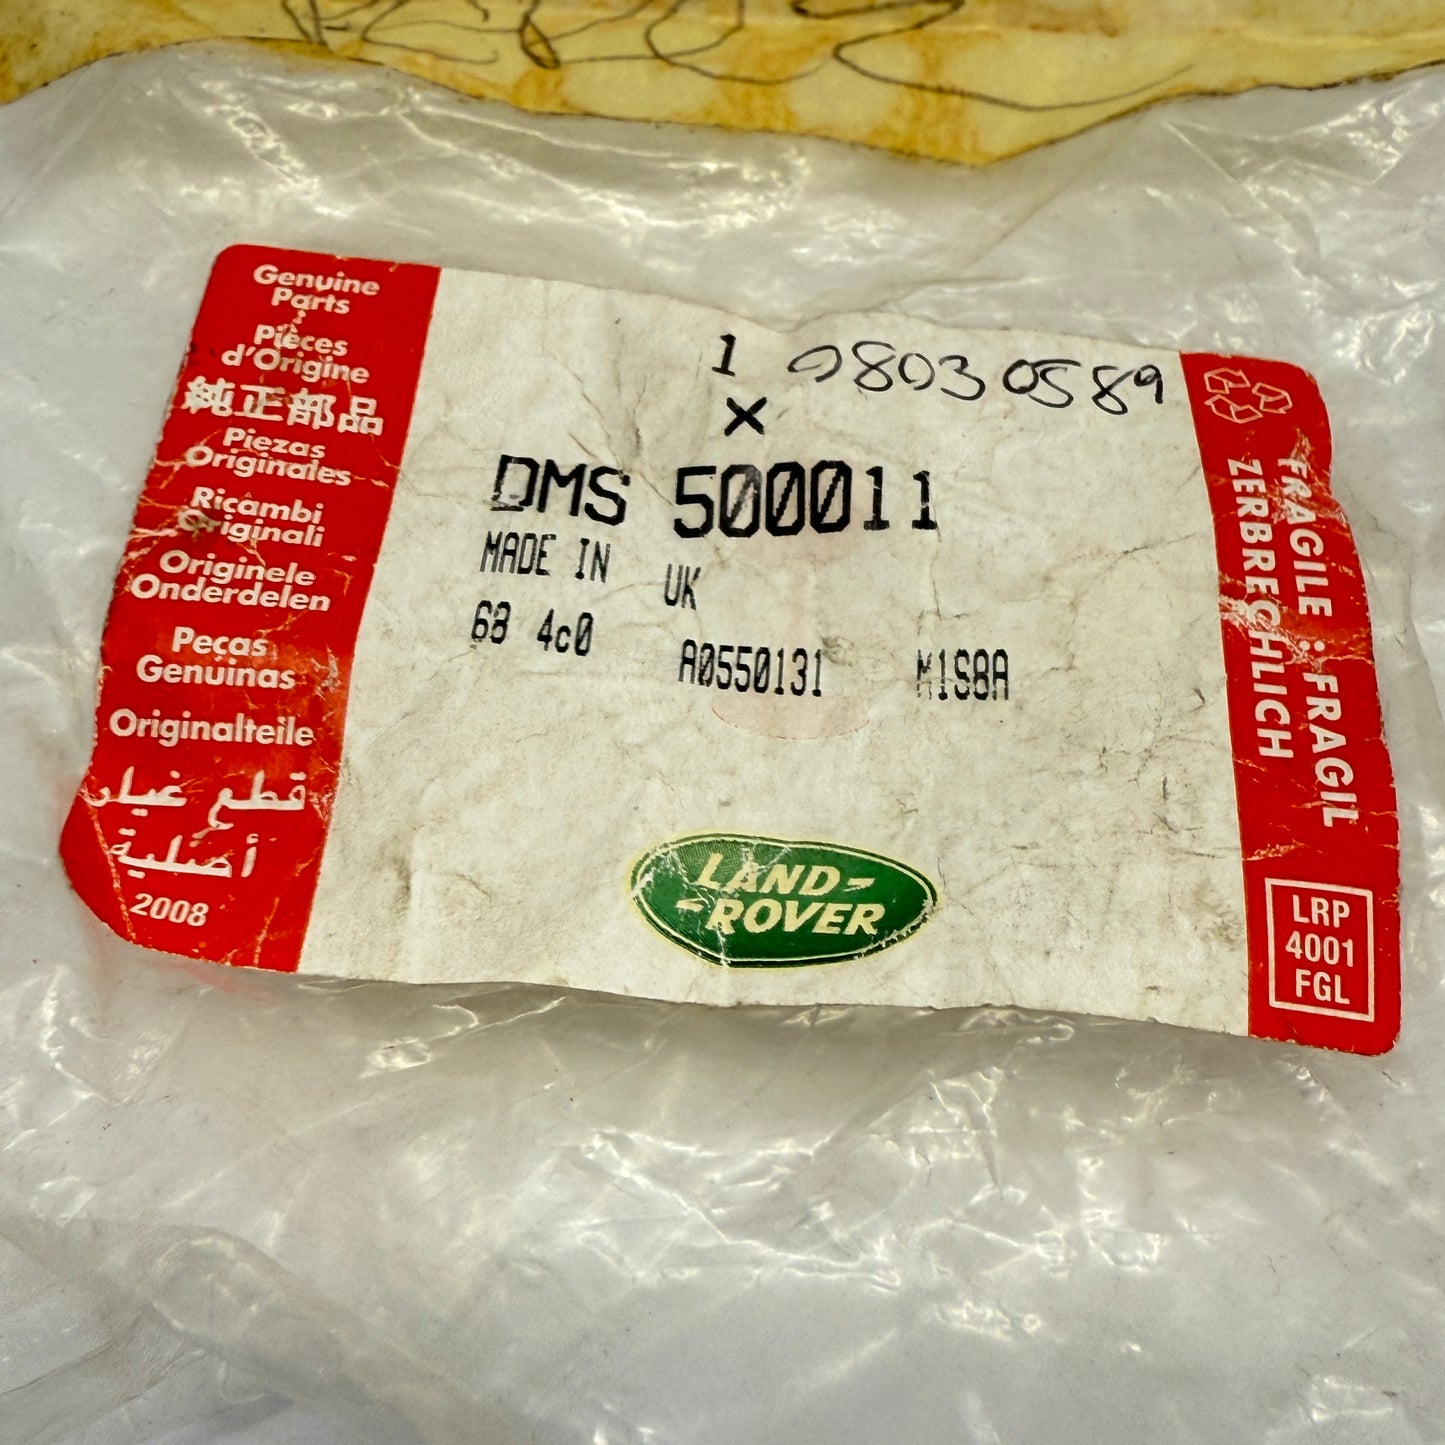 Genuine
Parts
Pièces
d'Origine
純正部品
Piezas
Originales
Ricambi
Originali
Originele
Onderdelen
Peças
Genuinas
Originalteile
قطع غيار
أصلية
2008
1 08030589
X
DMS 500011
MADE IN UK
68 4c0 A0550131 M1S8A
LAND-
-ROVER
FRAGILE : FRAGIL
ZERBRECHLICH
LRP
4001
FGL